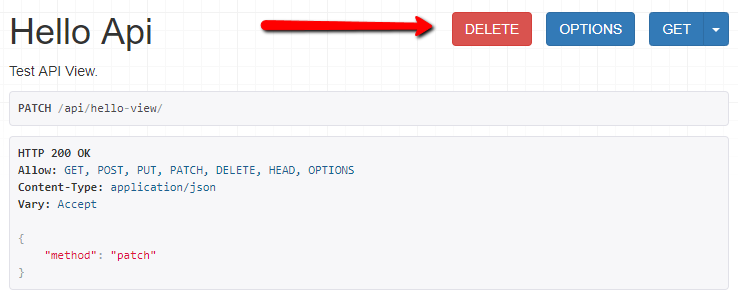 Hello Api
DELETE OPTIONS GET
Test API View.
PATCH /api/hello-view/
HTTP 200 OK
Allow: GET, POST, PUT, PATCH, DELETE, HEAD, OPTIONS
Content-Type: application/json
Vary: Accept
{
"method": "patch"
}